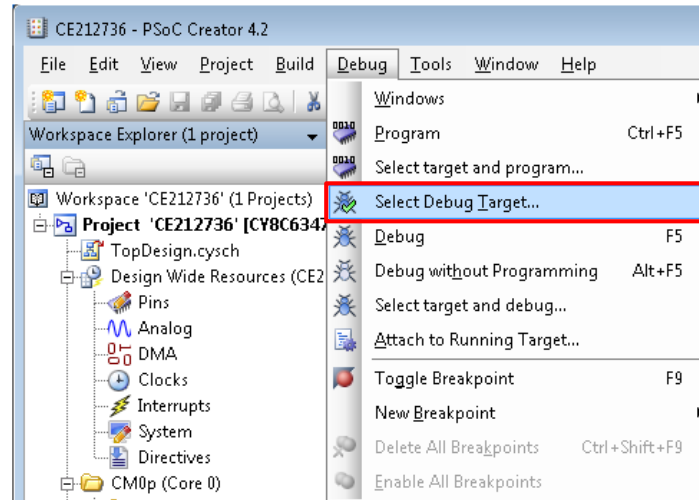 CE212736 - PSoC Creator 4.2
File Edit View Project Build Debug Tools Window Help
Workspace Explorer (1 project)
Workspace 'CE212736' (1 Projects)
Project 'CE212736' [CY8C6347
TopDesign.cysch
Design Wide Resources (CE2
Pins
Analog
DMA
Clocks
Interrupts
System
Directives
CM0p (Core 0)
Windows
Program Ctrl+F5
Select target and program...
Select Debug Target...
Debug F5
Debug without Programming Alt+F5
Select target and debug...
Attach to Running Target...
Toggle Breakpoint F9
New Breakpoint
Delete All Breakpoints Ctrl+Shift+F9
Enable All Breakpoints